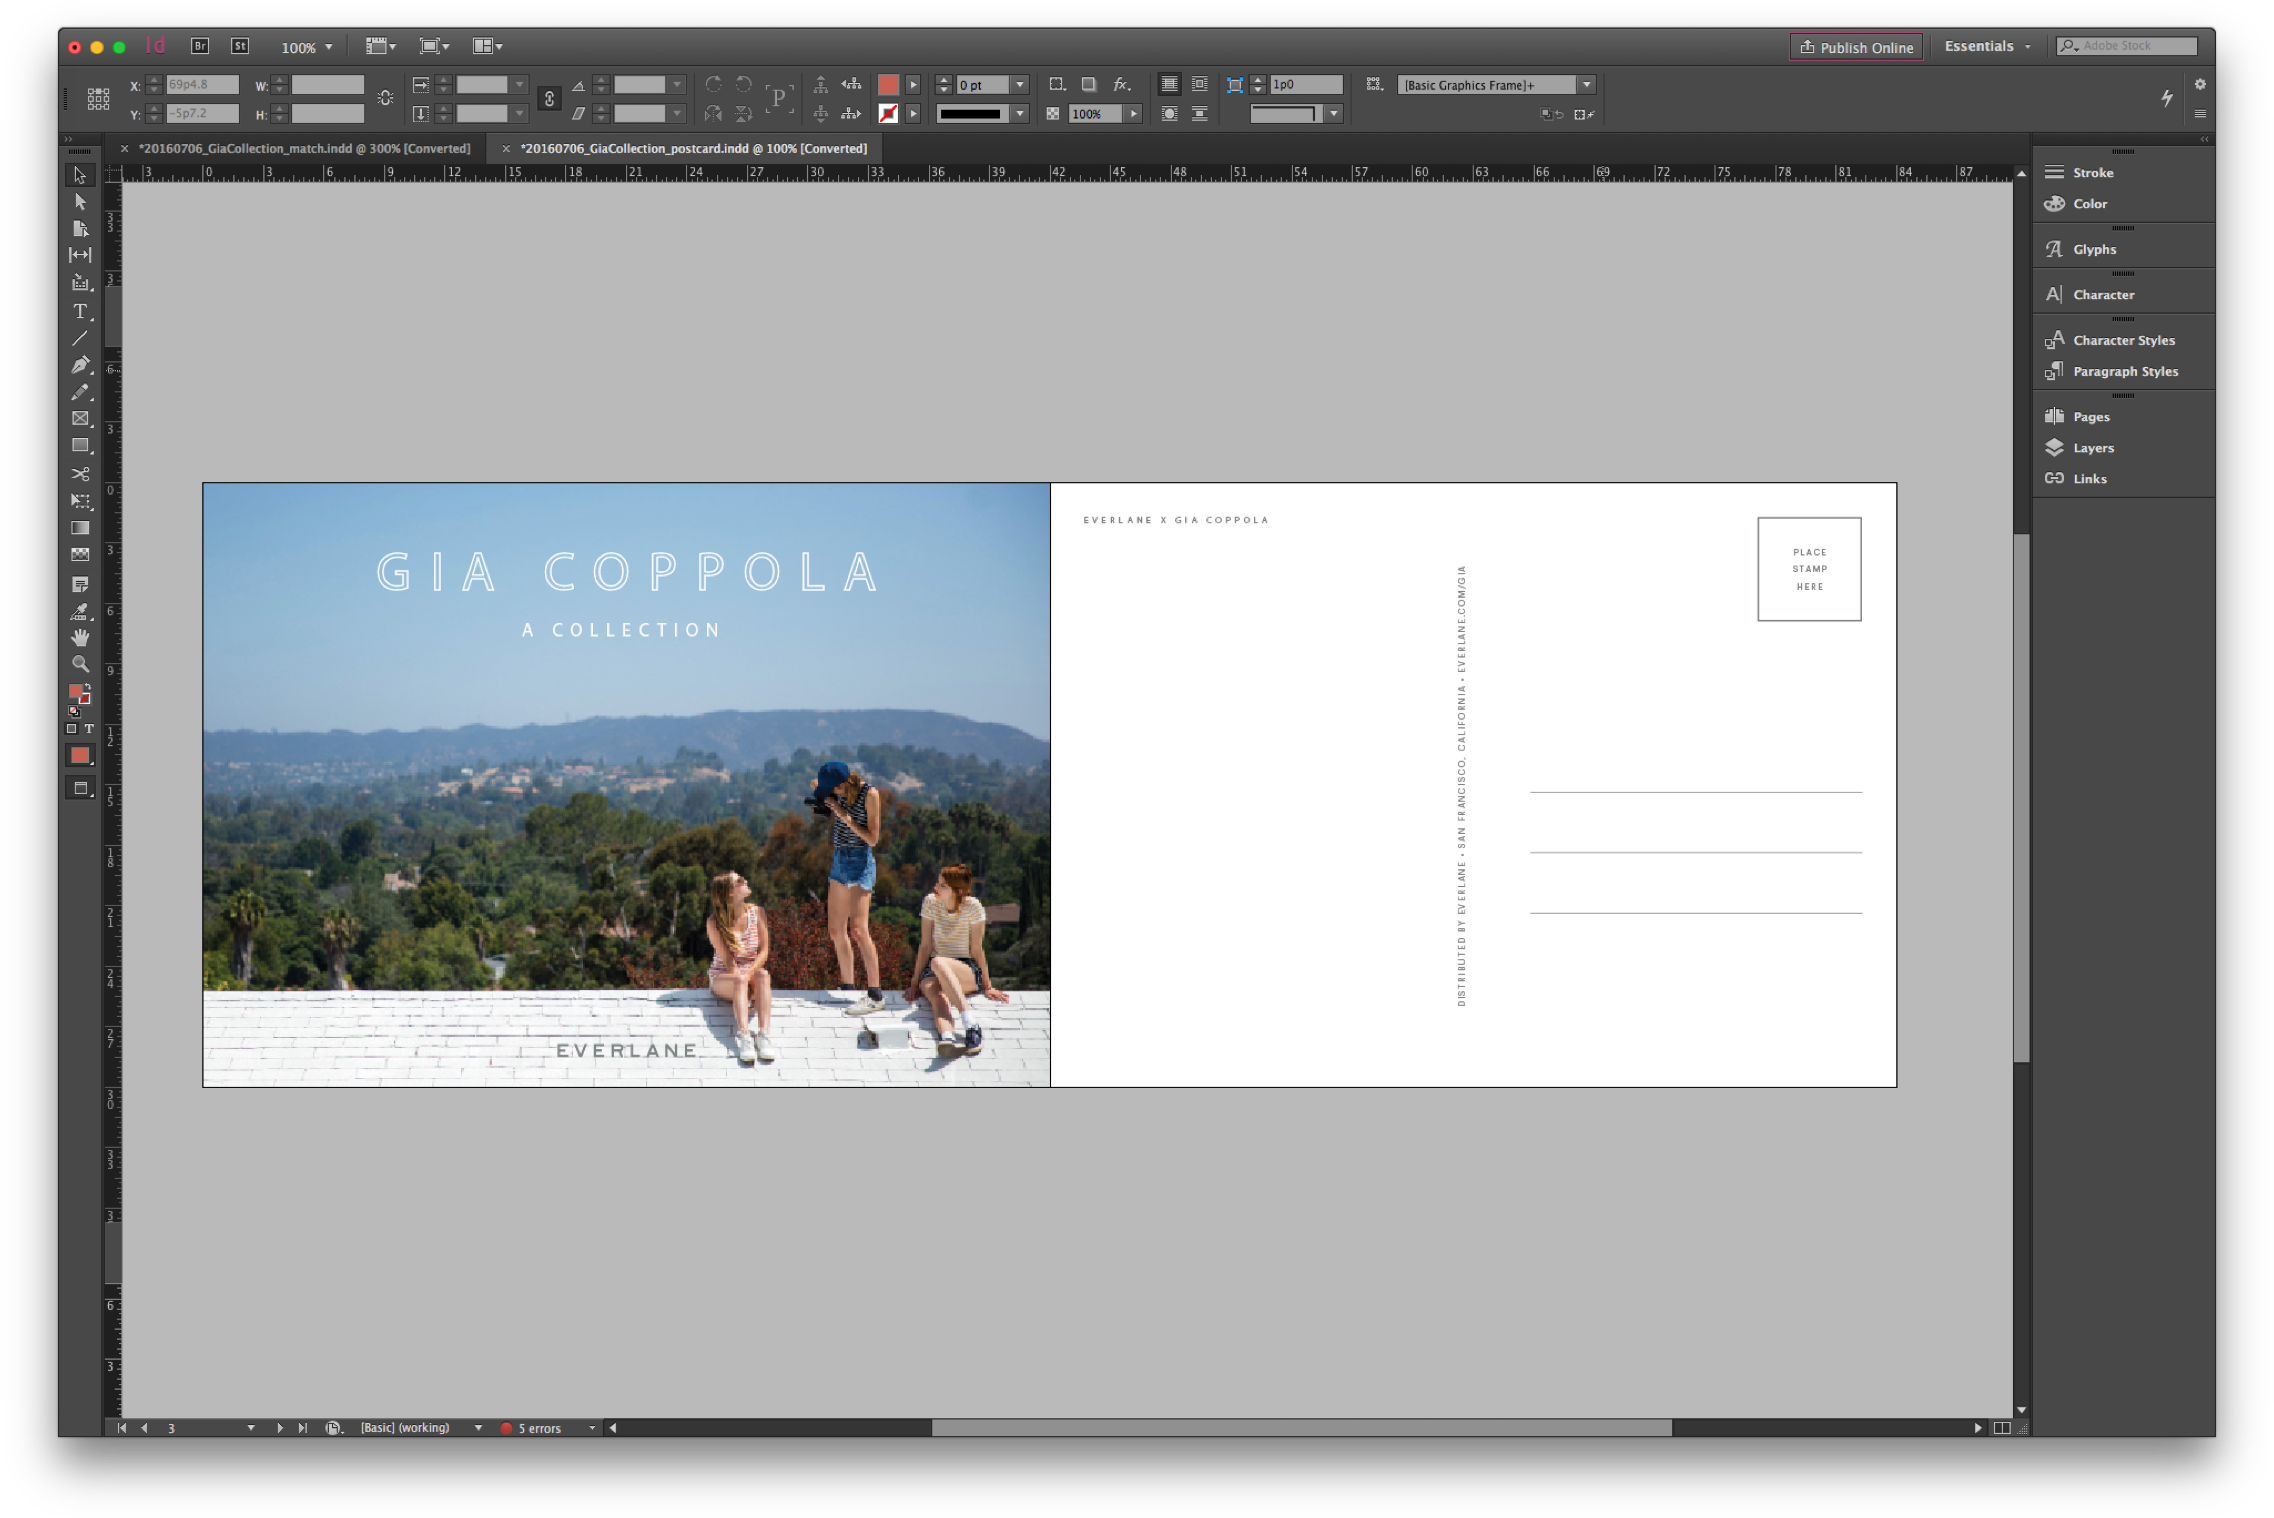 Id Br St 100% Publish Online Essentials Adobe Stock
X: 69p4.8 W: 0 pt fx. 1p0 [Basic Graphics Frame]+
Y: -5p7.2 H: P 100%
*20160706_GiaCollection_match.indd @ 300% [Converted] *20160706_GiaCollection_postcard.indd @ 100% [Converted]
3 0 3 6 9 12 15 18 21 24 27 30 33 36 39 42 45 48 51 54 57 60 63 66 69 72 75 78 81 84 87
Stroke
Color
Glyphs
Character
Character Styles
Paragraph Styles
Pages
Layers
Links
GIA COPPOLA
A COLLECTION
EVERLANE
EVERLANE X GIA COPPOLA
DISTRIBUTED BY EVERLANE • SAN FRANCISCO, CALIFORNIA • EVERLANE.COM/GIA
PLACE
STAMP
HERE
3 [Basic] (working) 5 errors